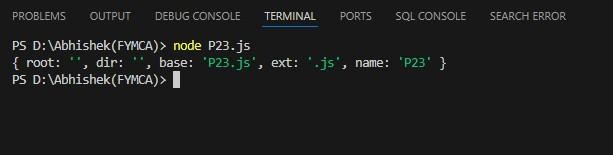 PROBLEMS OUTPUT DEBUG CONSOLE TERMINAL PORTS SQL CONSOLE SEARCH ERROR
PS D:\Abhishek(FYMCA)> node P23.js
{ root: '', dir: '', base: 'P23.js', ext: '.js', name: 'P23' }
PS D:\Abhishek(FYMCA)>